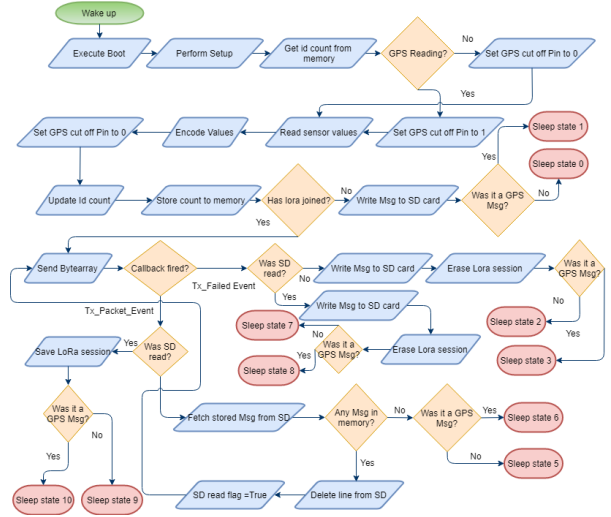 Wake up
Execute Boot
Perform Setup
Get id count from
memory
GPS Reading?
No
Set GPS cut off Pin to 0
Yes
Set GPS cut off Pin to 0
Encode Values
Read sensor values
Set GPS cut off Pin to 1
Sleep state 1
Yes
Sleep state 0
Update Id count
Store count to memory
Has lora joined?
No
Write Msg to SD card
Was it a GPS
Msg?
No
Yes
Send Bytearray
Callback fired?
Tx_Failed Event
Was SD
read?
No
Write Msg to SD card
Erase Lora session
Was it a
GPS Msg?
Yes
Write Msg to SD card
No
Sleep state 2
Yes
Tx_Packet_Event
Sleep state 7
No
Save LoRa session
Yes
Was SD
read?
Was it a
GPS Msg?
Erase Lora session
Sleep state 3
Yes
Sleep state 8
Was it a
GPS Msg?
No
Yes
Fetch stored Msg from SD
Any Msg in
memory?
No
Was it a GPS
Msg?
Yes
Sleep state 6
No
Sleep state 5
Yes
Sleep state 10
Sleep state 9
SD read flag =True
Delete line from SD